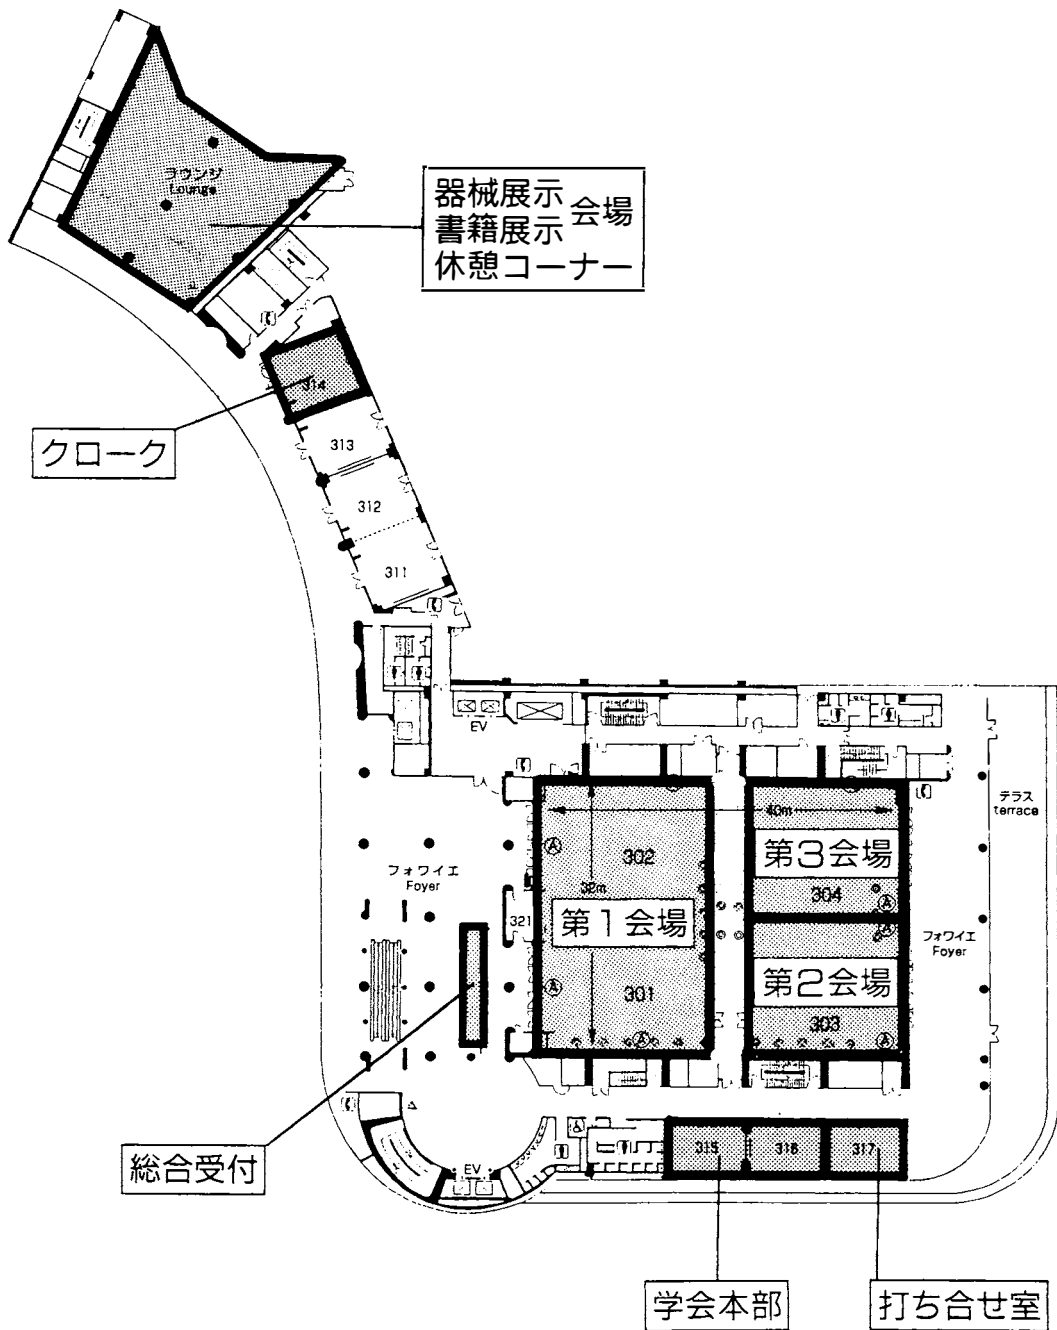 ラウンジ
Lounge
器械展示
書籍展示
会場
休憩コーナー
314
クローク
313
312
311
EV
テラス
terrace
40m
302
第3会場
304
フォワイエ
Foyer
32m
321
第1会場
フォワイエ
Foyer
第2会場
301
303
総合受付
EV
315
316
317
学会本部
打ち合せ室